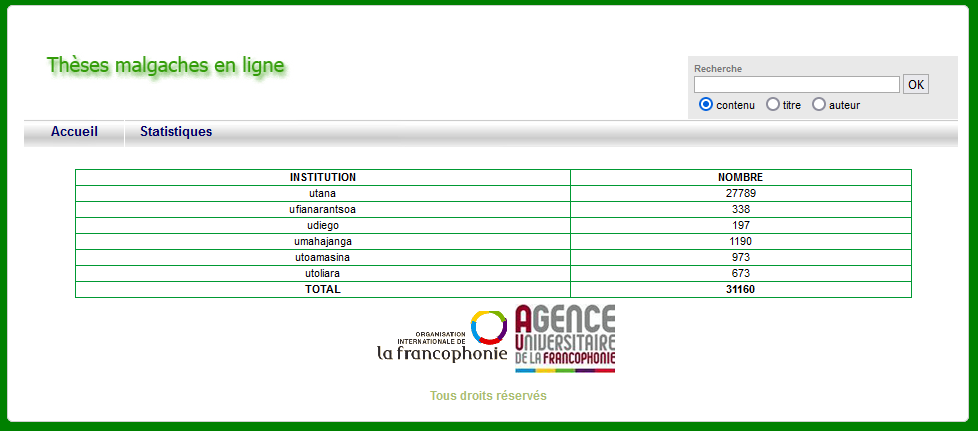 Thèses malgaches en ligne
Recherche
OK
contenu titre auteur
Accueil Statistiques
INSTITUTION NOMBRE
utana 27789
ufianarantsoa 338
udiego 197
umahajanga 1190
utoamasina 973
utoliara 673
TOTAL 31160
ORGANISATION
INTERNATIONALE DE
la francophonie
AGENCE
UNIVERSITAIRE
DE LA FRANCOPHONIE
Tous droits réservés